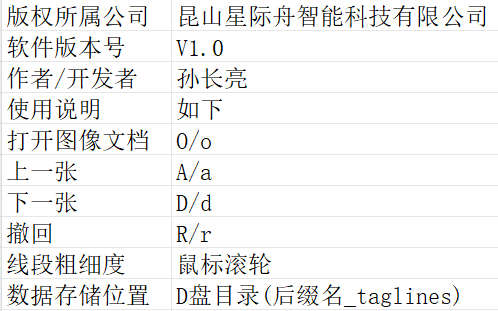 版权所属公司 昆山星际舟智能科技有限公司
软件版本号 V1.0
作者/开发者 孙长亮
使用说明 如下
打开图像文档 O/o
上一张 A/a
下一张 D/d
撤回 R/r
线段粗细度 鼠标滚轮
数据存储位置 D盘目录(后缀名_taglines)